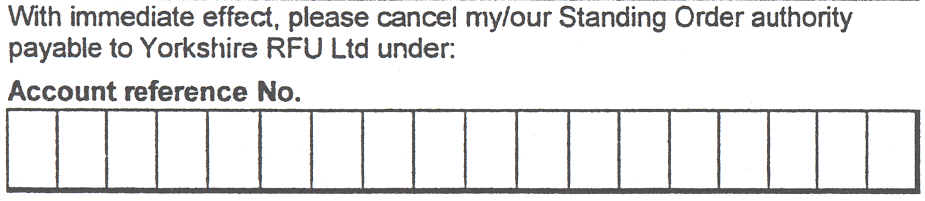 With immediate effect, please cancel my/our Standing Order authority
payable to Yorkshire RFU Ltd under:
Account reference No.